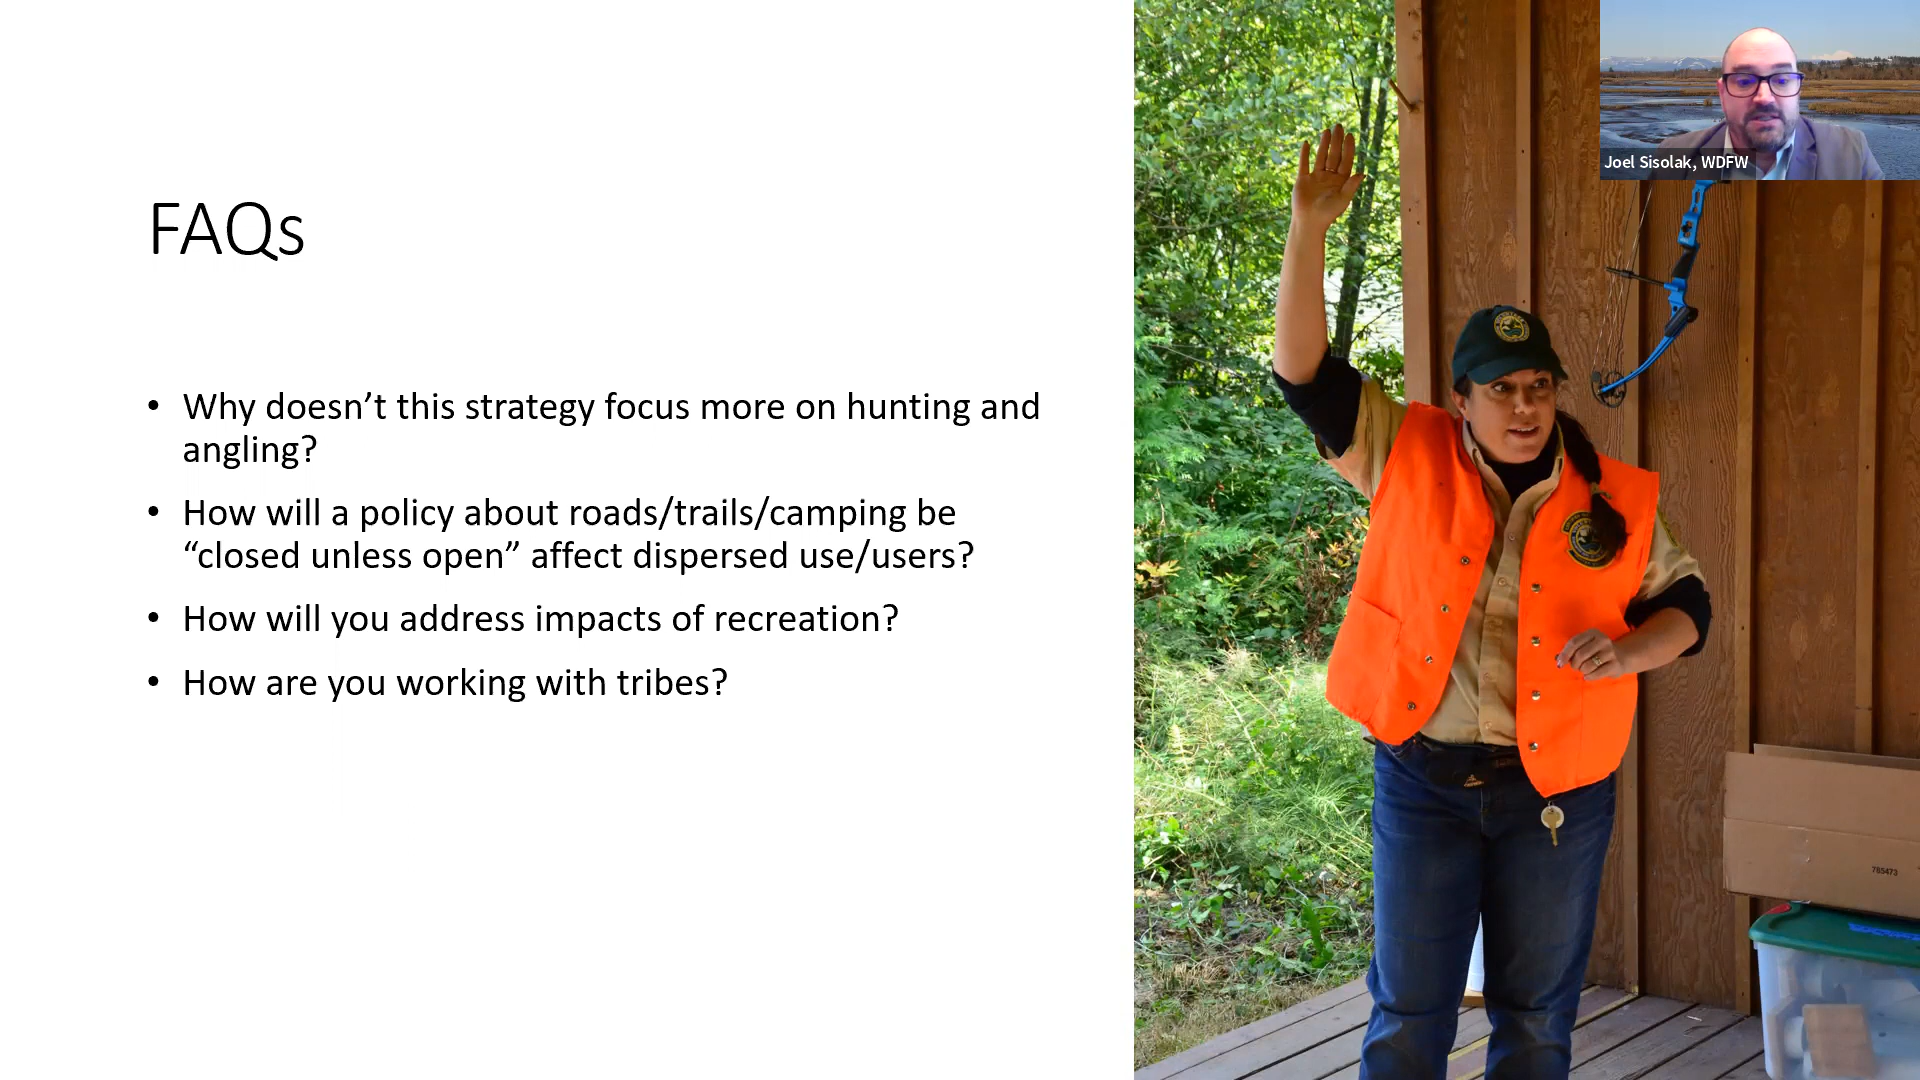 Joel Sisolak, WDFW
FAQs
• Why doesn’t this strategy focus more on hunting and
angling?
• How will a policy about roads/trails/camping be
“closed unless open” affect dispersed use/users?
• How will you address impacts of recreation?
• How are you working with tribes?
765473